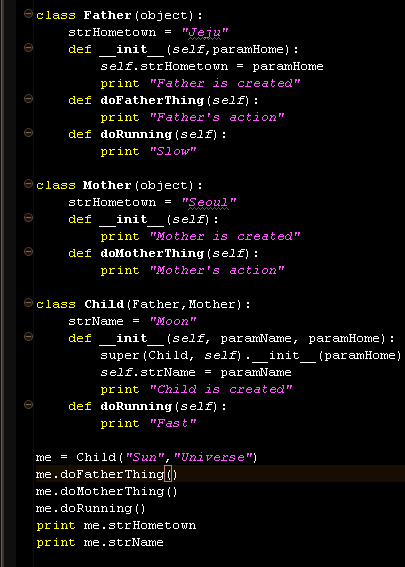 class Father(object):
    strHometown = "Jeju"
    def __init__(self,paramHome):
        self.strHometown = paramHome
        print "Father is created"
    def doFatherThing(self):
        print "Father's action"
    def doRunning(self):
        print "Slow"

class Mother(object):
    strHometown = "Seoul"
    def __init__(self):
        print "Mother is created"
    def doMotherThing(self):
        print "Mother's action"

class Child(Father,Mother):
    strName = "Moon"
    def __init__(self, paramName, paramHome):
        super(Child, self).__init__(paramHome)
        self.strName = paramName
        print "Child is created"
    def doRunning(self):
        print "Fast"

me = Child("Sun","Universe")
me.doFatherThing()
me.doMotherThing()
me.doRunning()
print me.strHometown
print me.strName